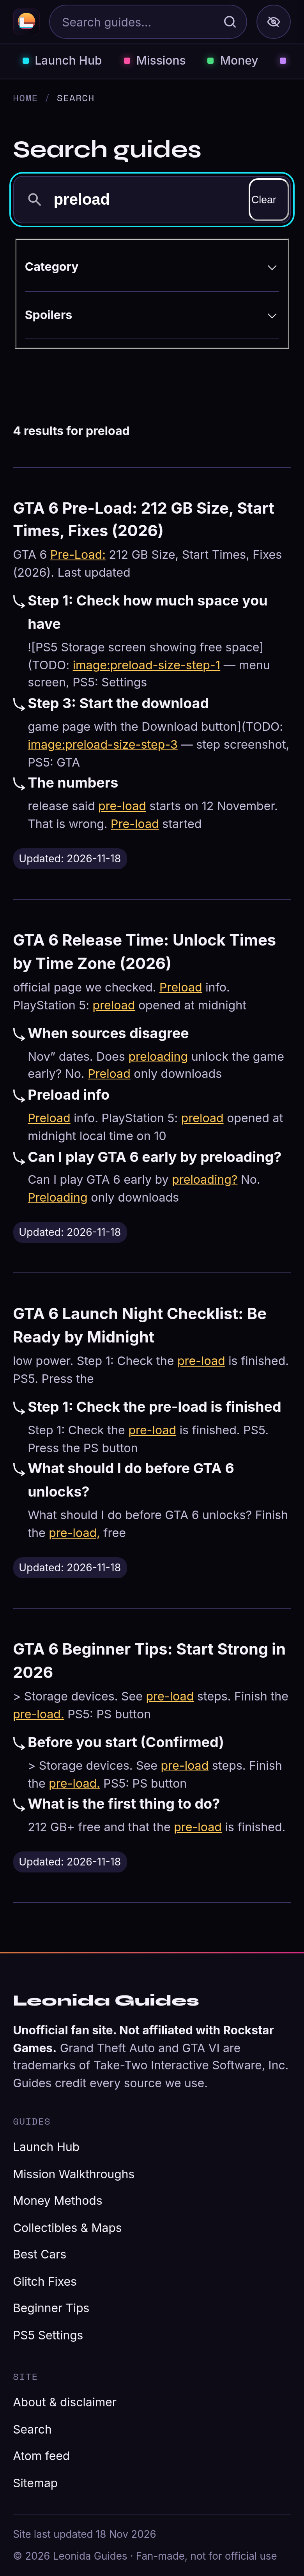 Search guides...
Launch Hub Missions Money
HOME / SEARCH
Search guides
preload Clear
Category
Spoilers
4 results for preload
GTA 6 Pre-Load: 212 GB Size, Start
Times, Fixes (2026)
GTA 6 Pre-Load: 212 GB Size, Start Times, Fixes
(2026). Last updated
Step 1: Check how much space you
have
![PS5 Storage screen showing free space]
(TODO: image:preload-size-step-1 — menu
screen, PS5: Settings
Step 3: Start the download
game page with the Download button](TODO:
image:preload-size-step-3 — step screenshot,
PS5: GTA
The numbers
release said pre-load starts on 12 November.
That is wrong. Pre-load started
Updated: 2026-11-18
GTA 6 Release Time: Unlock Times
by Time Zone (2026)
official page we checked. Preload info.
PlayStation 5: preload opened at midnight
When sources disagree
Nov” dates. Does preloading unlock the game
early? No. Preload only downloads
Preload info
Preload info. PlayStation 5: preload opened at
midnight local time on 10
Can I play GTA 6 early by preloading?
Can I play GTA 6 early by preloading? No.
Preloading only downloads
Updated: 2026-11-18
GTA 6 Launch Night Checklist: Be
Ready by Midnight
low power. Step 1: Check the pre-load is finished.
PS5. Press the
Step 1: Check the pre-load is finished
Step 1: Check the pre-load is finished. PS5.
Press the PS button
What should I do before GTA 6
unlocks?
What should I do before GTA 6 unlocks? Finish
the pre-load, free
Updated: 2026-11-18
GTA 6 Beginner Tips: Start Strong in
2026
> Storage devices. See pre-load steps. Finish the
pre-load. PS5: PS button
Before you start (Confirmed)
> Storage devices. See pre-load steps. Finish
the pre-load. PS5: PS button
What is the first thing to do?
212 GB+ free and that the pre-load is finished.
Updated: 2026-11-18
Leonida Guides
Unofficial fan site. Not affiliated with Rockstar
Games. Grand Theft Auto and GTA VI are
trademarks of Take-Two Interactive Software, Inc.
Guides credit every source we use.
GUIDES
Launch Hub
Mission Walkthroughs
Money Methods
Collectibles & Maps
Best Cars
Glitch Fixes
Beginner Tips
PS5 Settings
SITE
About & disclaimer
Search
Atom feed
Sitemap
Site last updated 18 Nov 2026
© 2026 Leonida Guides · Fan-made, not for official use